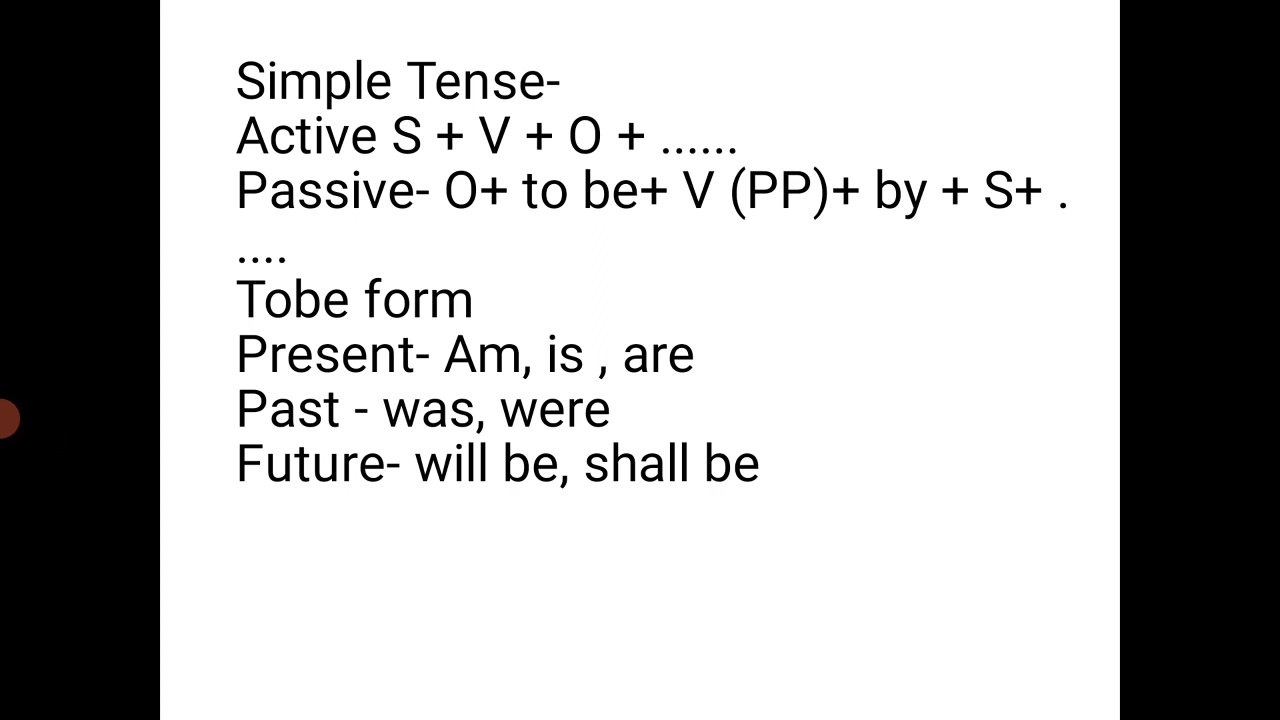 Simple Tense-
Active S + V + O + ......
Passive- O+ to be+ V (PP)+ by + S+ .
....
Tobe form
Present- Am, is , are
Past - was, were
Future- will be, shall be